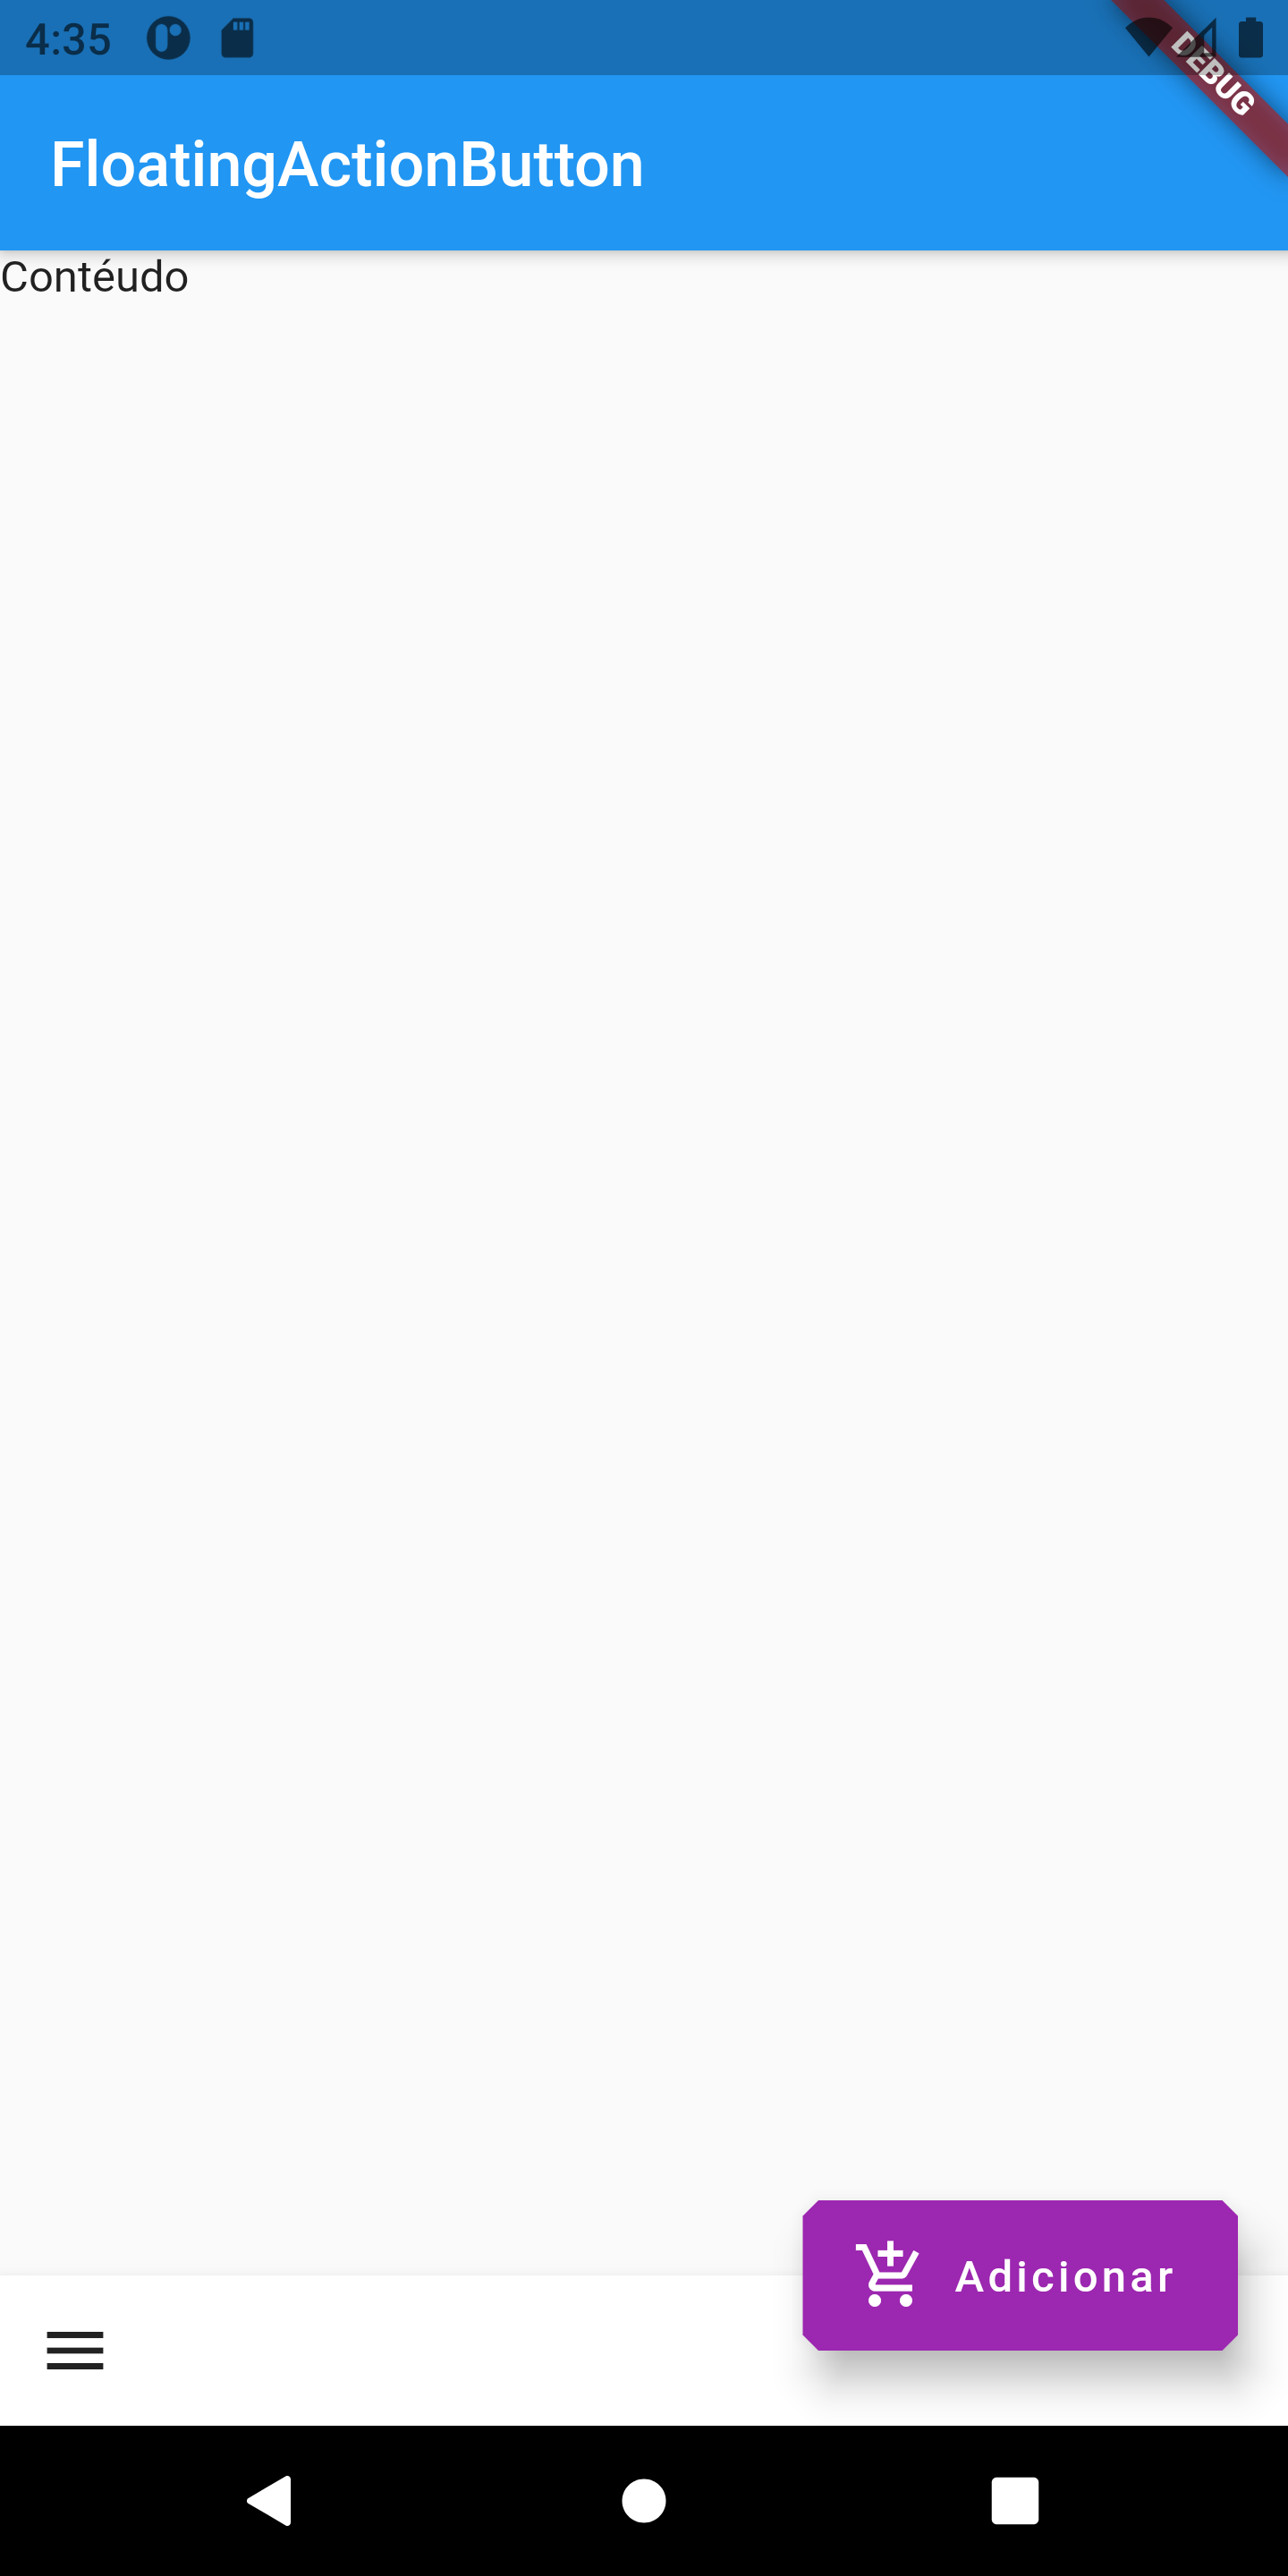 4:35
DEBUG
FloatingActionButton
Contéudo
Adicionar